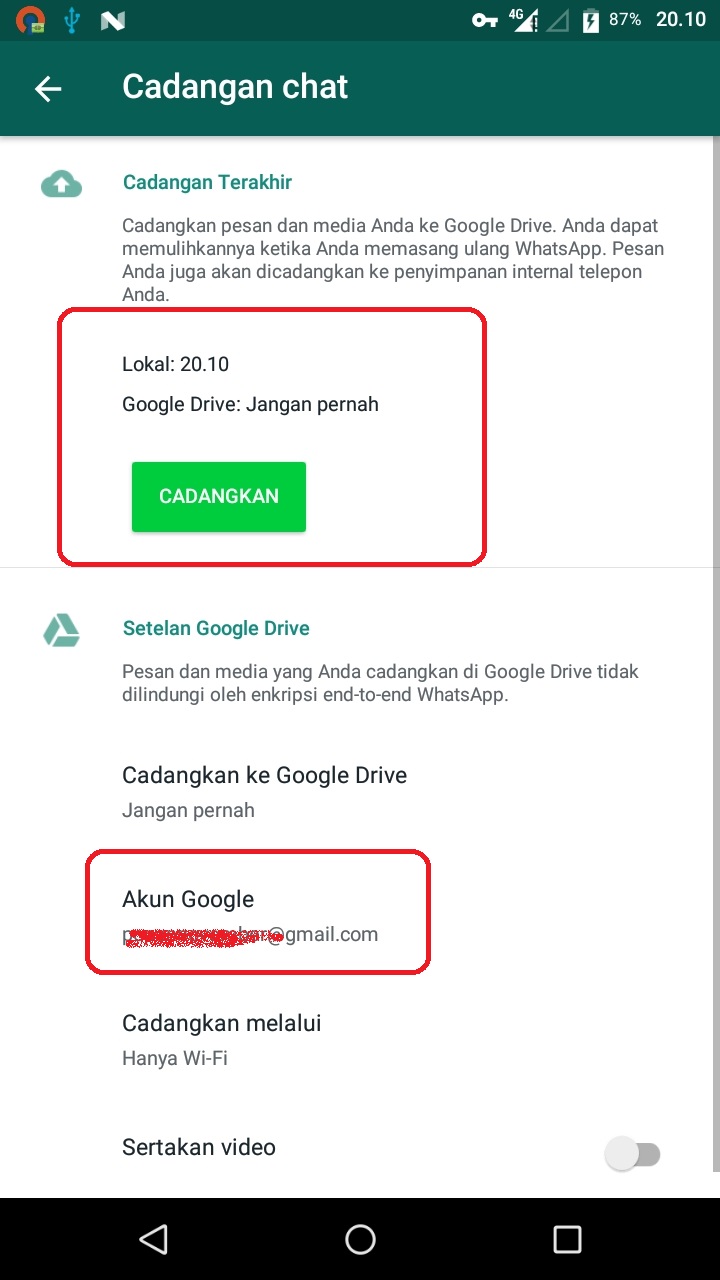 4G 87% 20.10
Cadangan chat
Cadangan Terakhir
Cadangkan pesan dan media Anda ke Google Drive. Anda dapat
memulihkannya ketika Anda memasang ulang WhatsApp. Pesan
Anda juga akan dicadangkan ke penyimpanan internal telepon
Anda.
Lokal: 20.10
Google Drive: Jangan pernah
CADANGKAN
Setelan Google Drive
Pesan dan media yang Anda cadangkan di Google Drive tidak
dilindungi oleh enkripsi end-to-end WhatsApp.
Cadangkan ke Google Drive
Jangan pernah
Akun Google
@gmail.com
Cadangkan melalui
Hanya Wi-Fi
Sertakan video